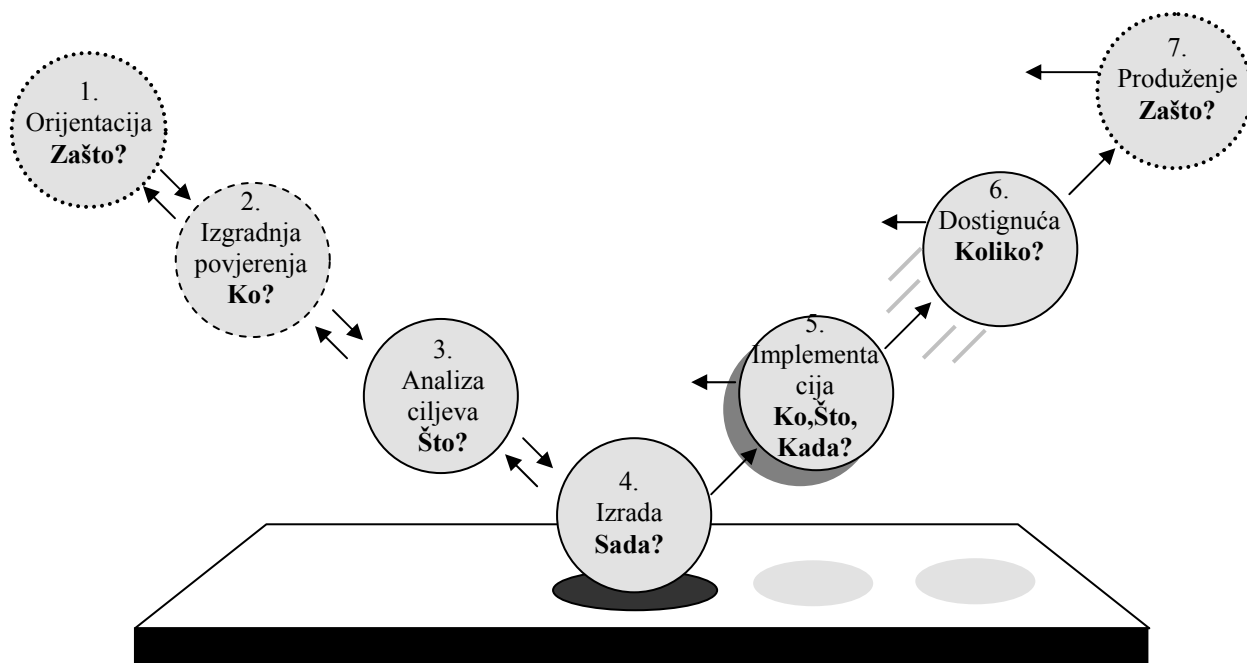 1.
Orijentacija
Zašto?
2.
Izgradnja
povjerenja
Ko?
3.
Analiza
ciljeva
Što?
4.
Izrada
Sada?
5.
Implementa
cija
Ko,Što,
Kada?
6.
Dostignuća
Koliko?
7.
Produženje
Zašto?